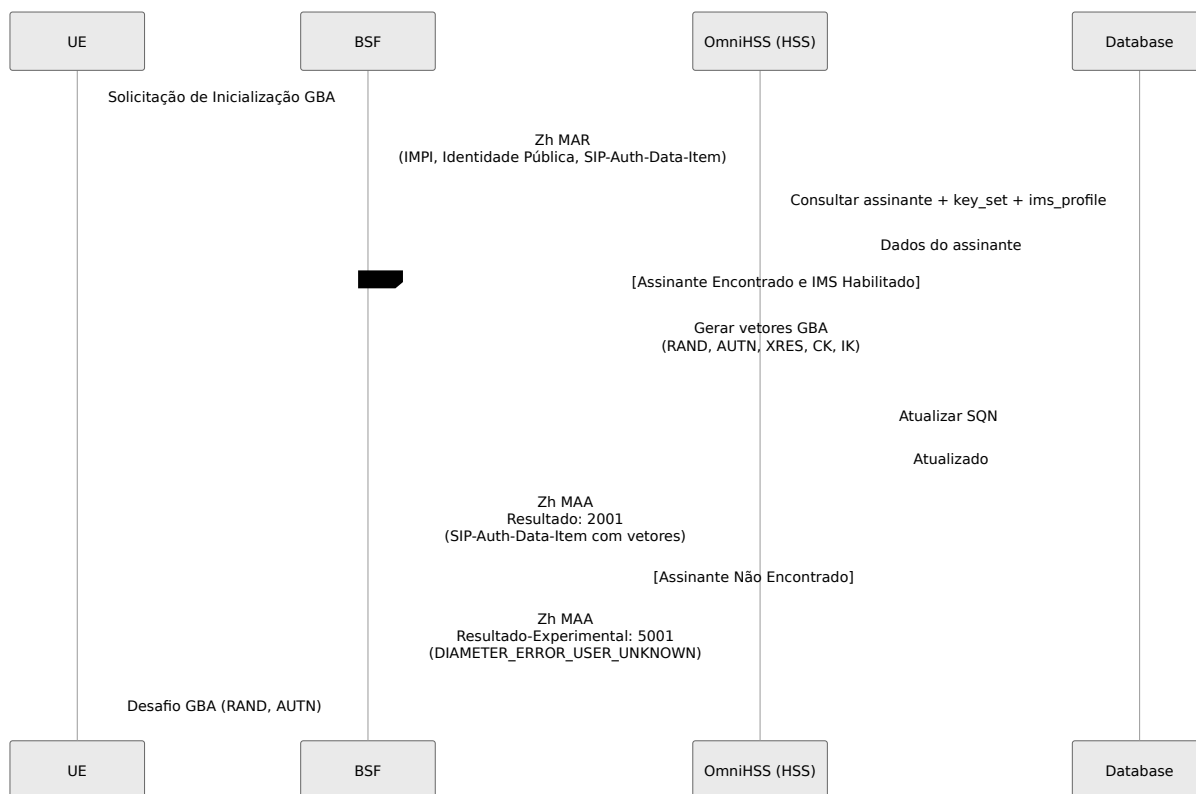 UE
BSF
OmniHSS (HSS)
Database
Solicitação de Inicialização GBA
Zh MAR
(IMPI, Identidade Pública, SIP-Auth-Data-Item)
Consultar assinante + key_set + ims_profile
Dados do assinante
[Assinante Encontrado e IMS Habilitado]
Gerar vetores GBA
(RAND, AUTN, XRES, CK, IK)
Atualizar SQN
Atualizado
Zh MAA
Resultado: 2001
(SIP-Auth-Data-Item com vetores)
[Assinante Não Encontrado]
Zh MAA
Resultado-Experimental: 5001
(DIAMETER_ERROR_USER_UNKNOWN)
Desafio GBA (RAND, AUTN)
UE
BSF
OmniHSS (HSS)
Database